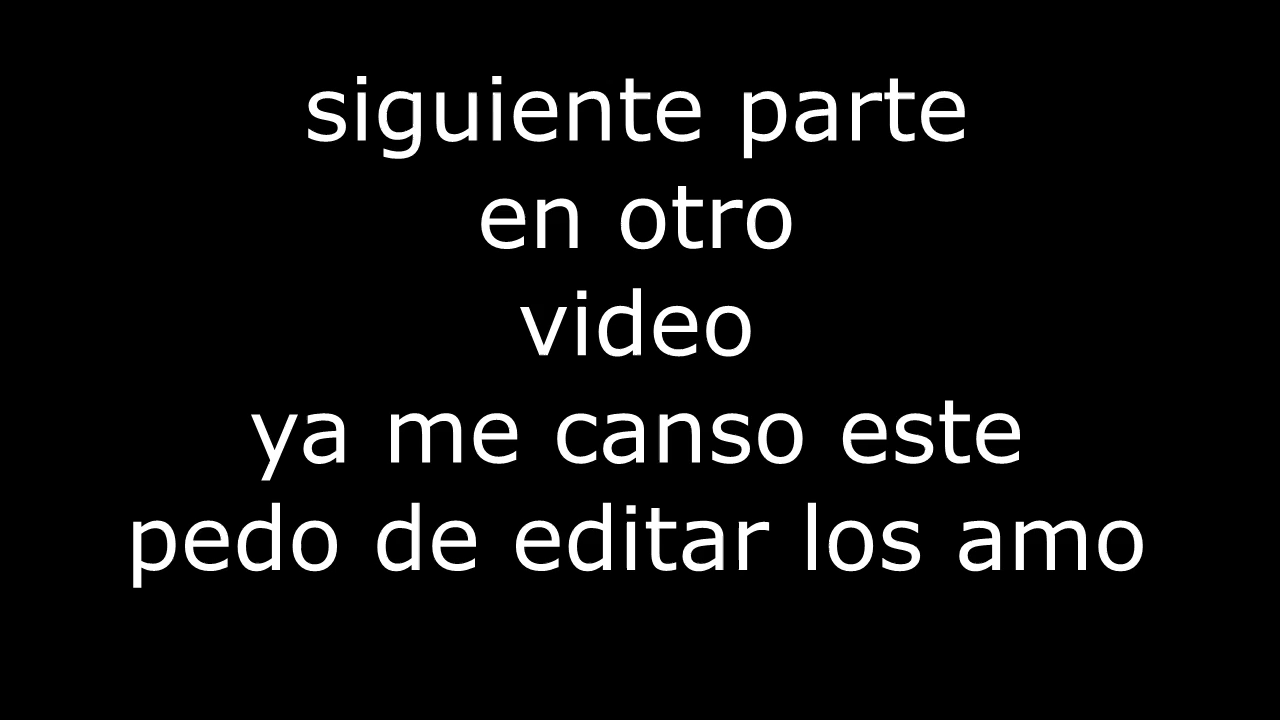 siguiente parte
en otro
video
ya me canso este
pedo de editar los amo